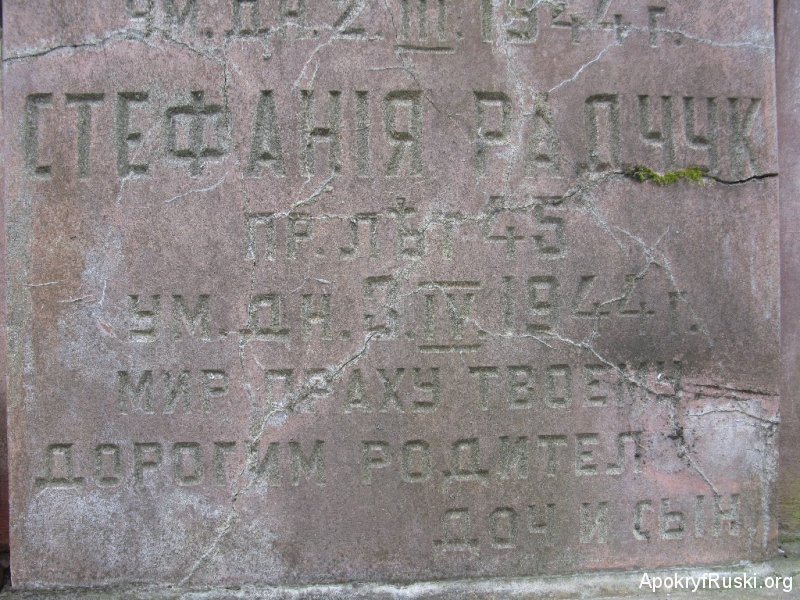 УМ. ДН. 2. III. 1944 г.
СТЕФАНІЯ РАДЧУК
ПР. ЛѢТ 45
УМ. ДН. 3. IX 1944 г.
МИР ПРАХУ ТВОЕМУ
ДОРОГИМ РОДИТЕЛ
ДОЧ И СЫН.
ApokryfRuski.org